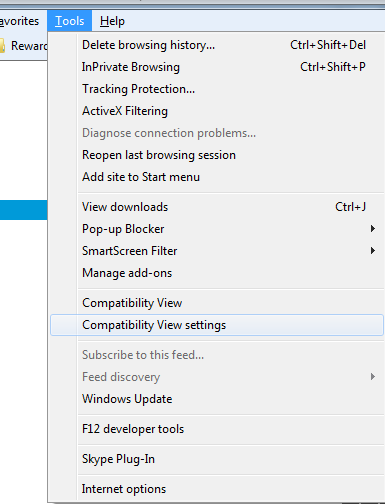 avorites Tools Help
Reward
Delete browsing history... Ctrl+Shift+Del
InPrivate Browsing Ctrl+Shift+P
Tracking Protection...
ActiveX Filtering
Diagnose connection problems...
Reopen last browsing session
Add site to Start menu
View downloads Ctrl+J
Pop-up Blocker
SmartScreen Filter
Manage add-ons
Compatibility View
Compatibility View settings
Subscribe to this feed...
Feed discovery
Windows Update
F12 developer tools
Skype Plug-In
Internet options